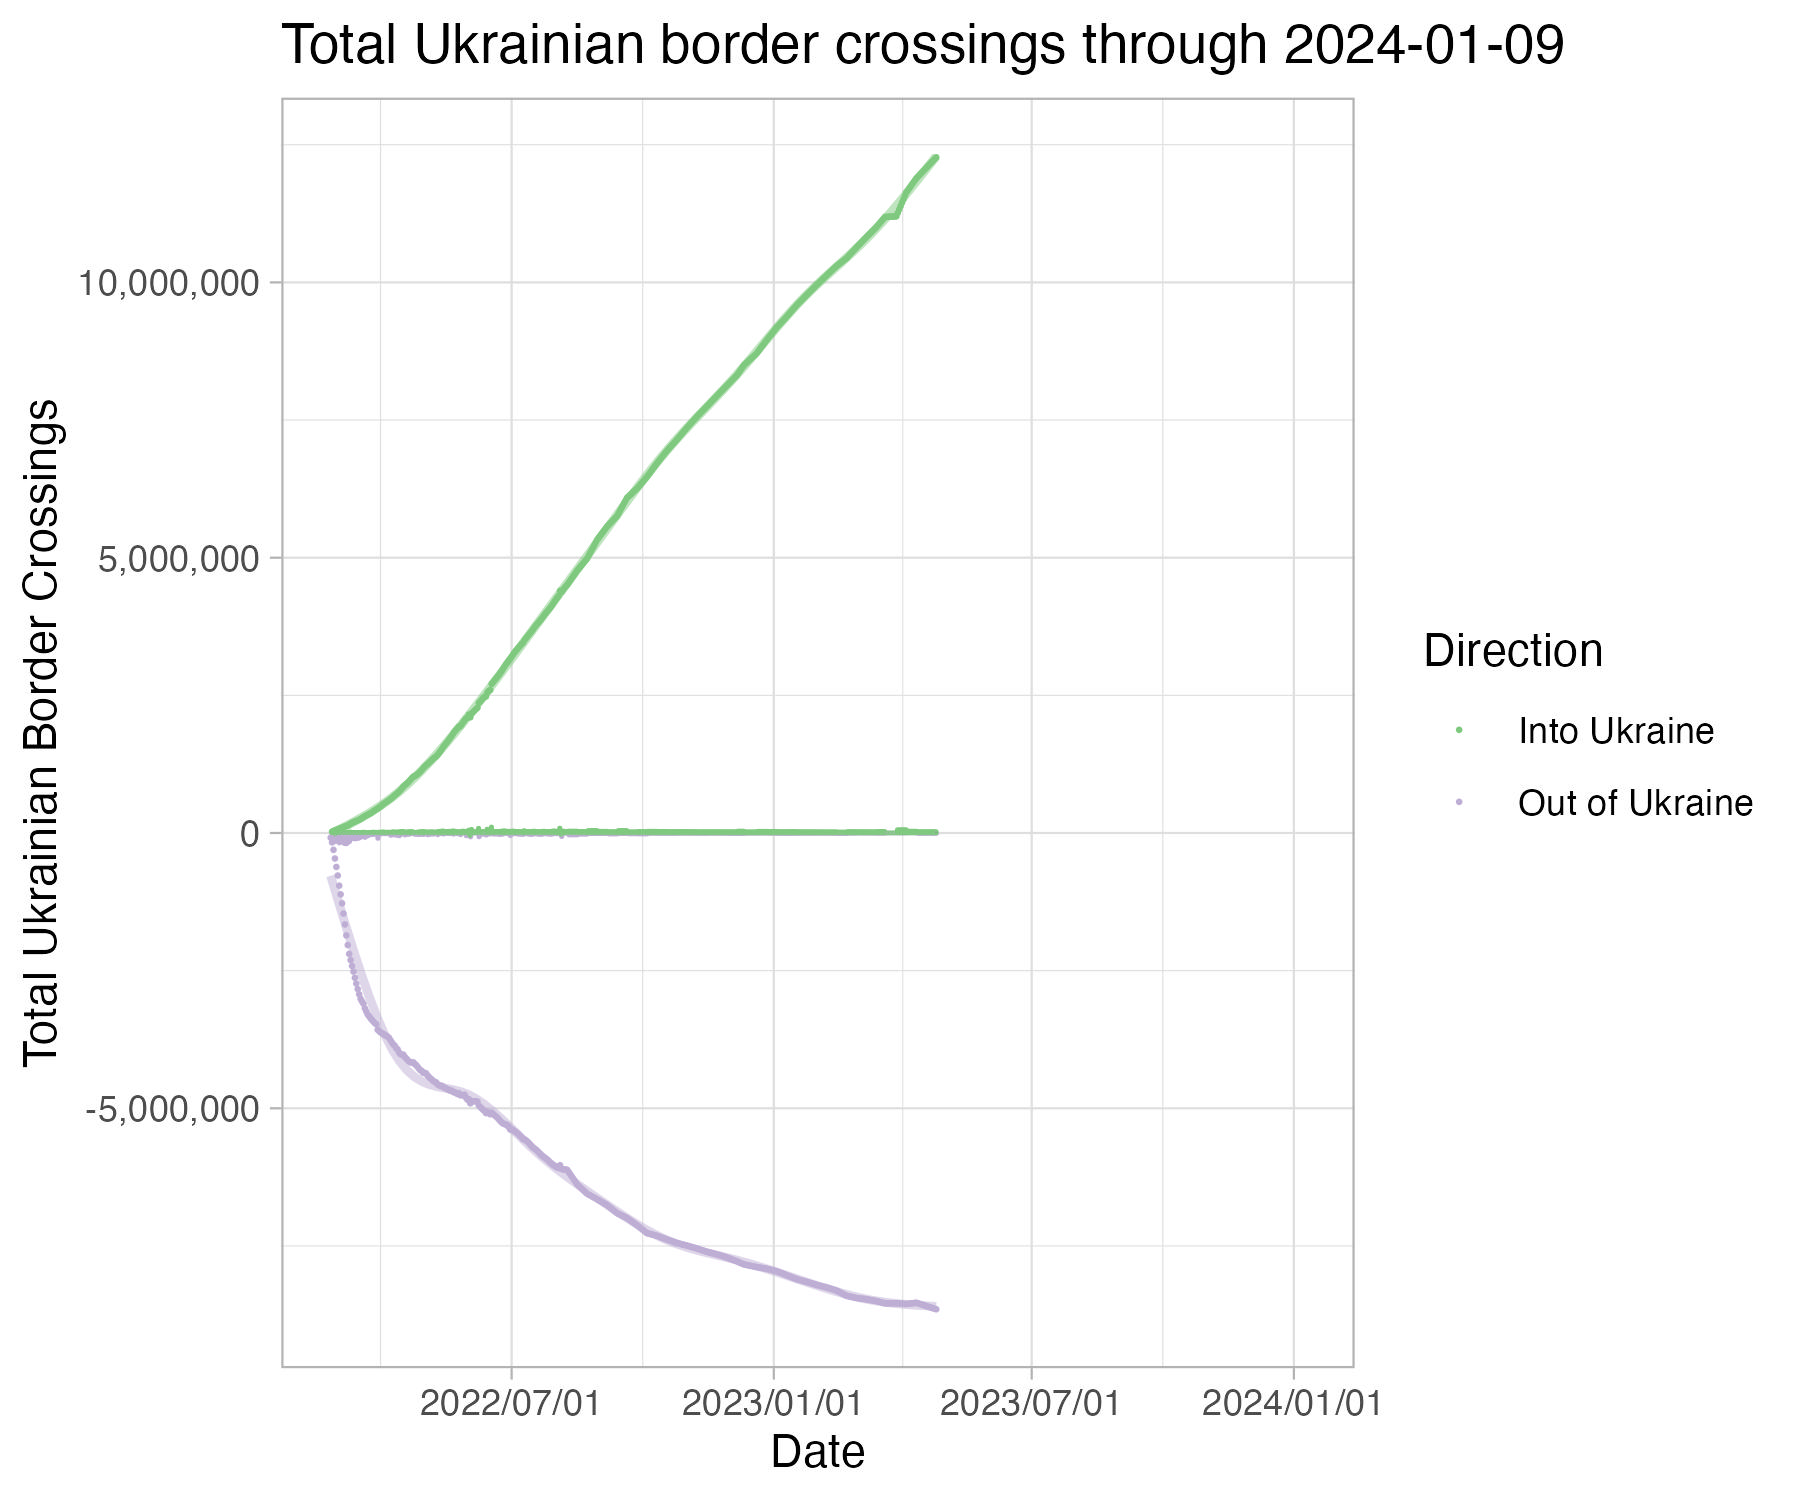 Total Ukrainian border crossings through 2024-01-09
Total Ukrainian Border Crossings
10,000,000
5,000,000
0
-5,000,000
2022/07/01
2023/01/01
2023/07/01
2024/01/01
Date
Direction
Into Ukraine
Out of Ukraine